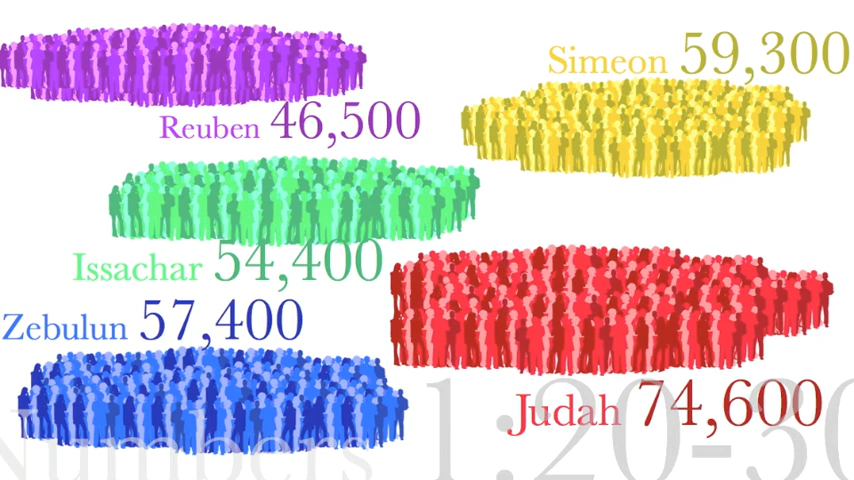 Simeon 59,300
Reuben 46,500
Issachar 54,400
Zebulun 57,400
Judah 74,600
Numbers 1:20-30